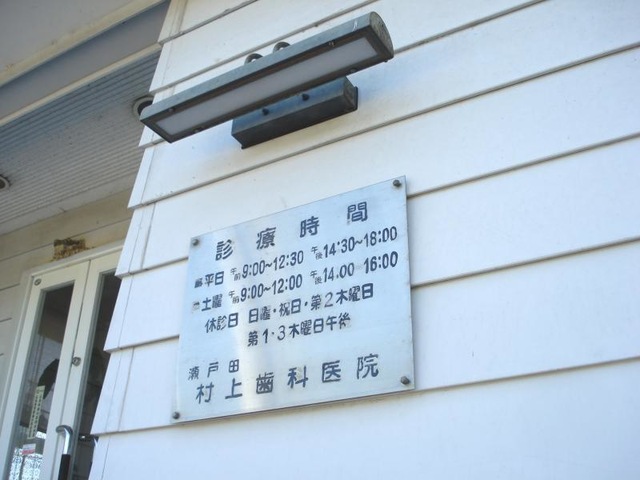 診療時間
平日 午前9:00~12:30 午後14:30~18:00
土曜 午前9:00~12:00 午後14:00 16:00
休診日 日曜・祝日・第2木曜日
第1・3木曜日午後
瀬戸田
村上歯科医院